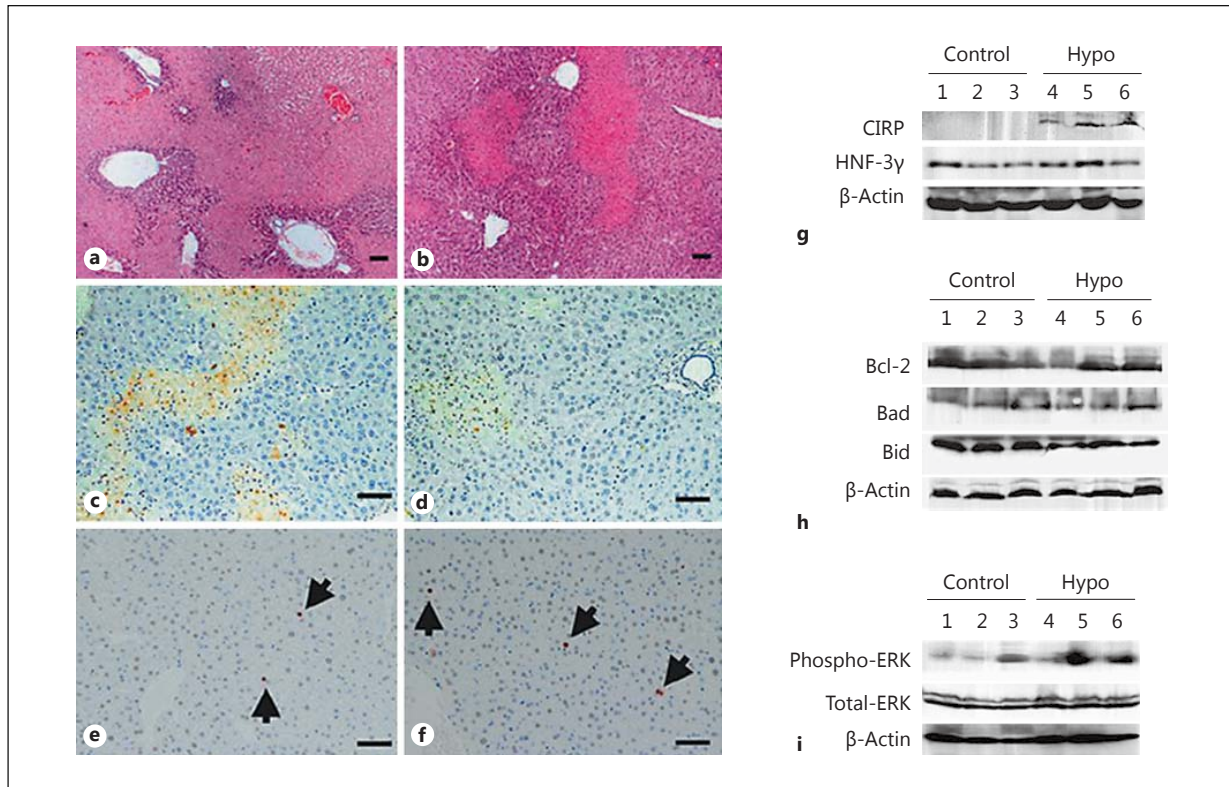 a
b
c
d
e
f
Control Hypo
1 2 3 4 5 6
CIRP
HNF-3γ
β-Actin
g
Control Hypo
1 2 3 4 5 6
Bcl-2
Bad
Bid
β-Actin
h
Control Hypo
1 2 3 4 5 6
Phospho-ERK
Total-ERK
β-Actin
i